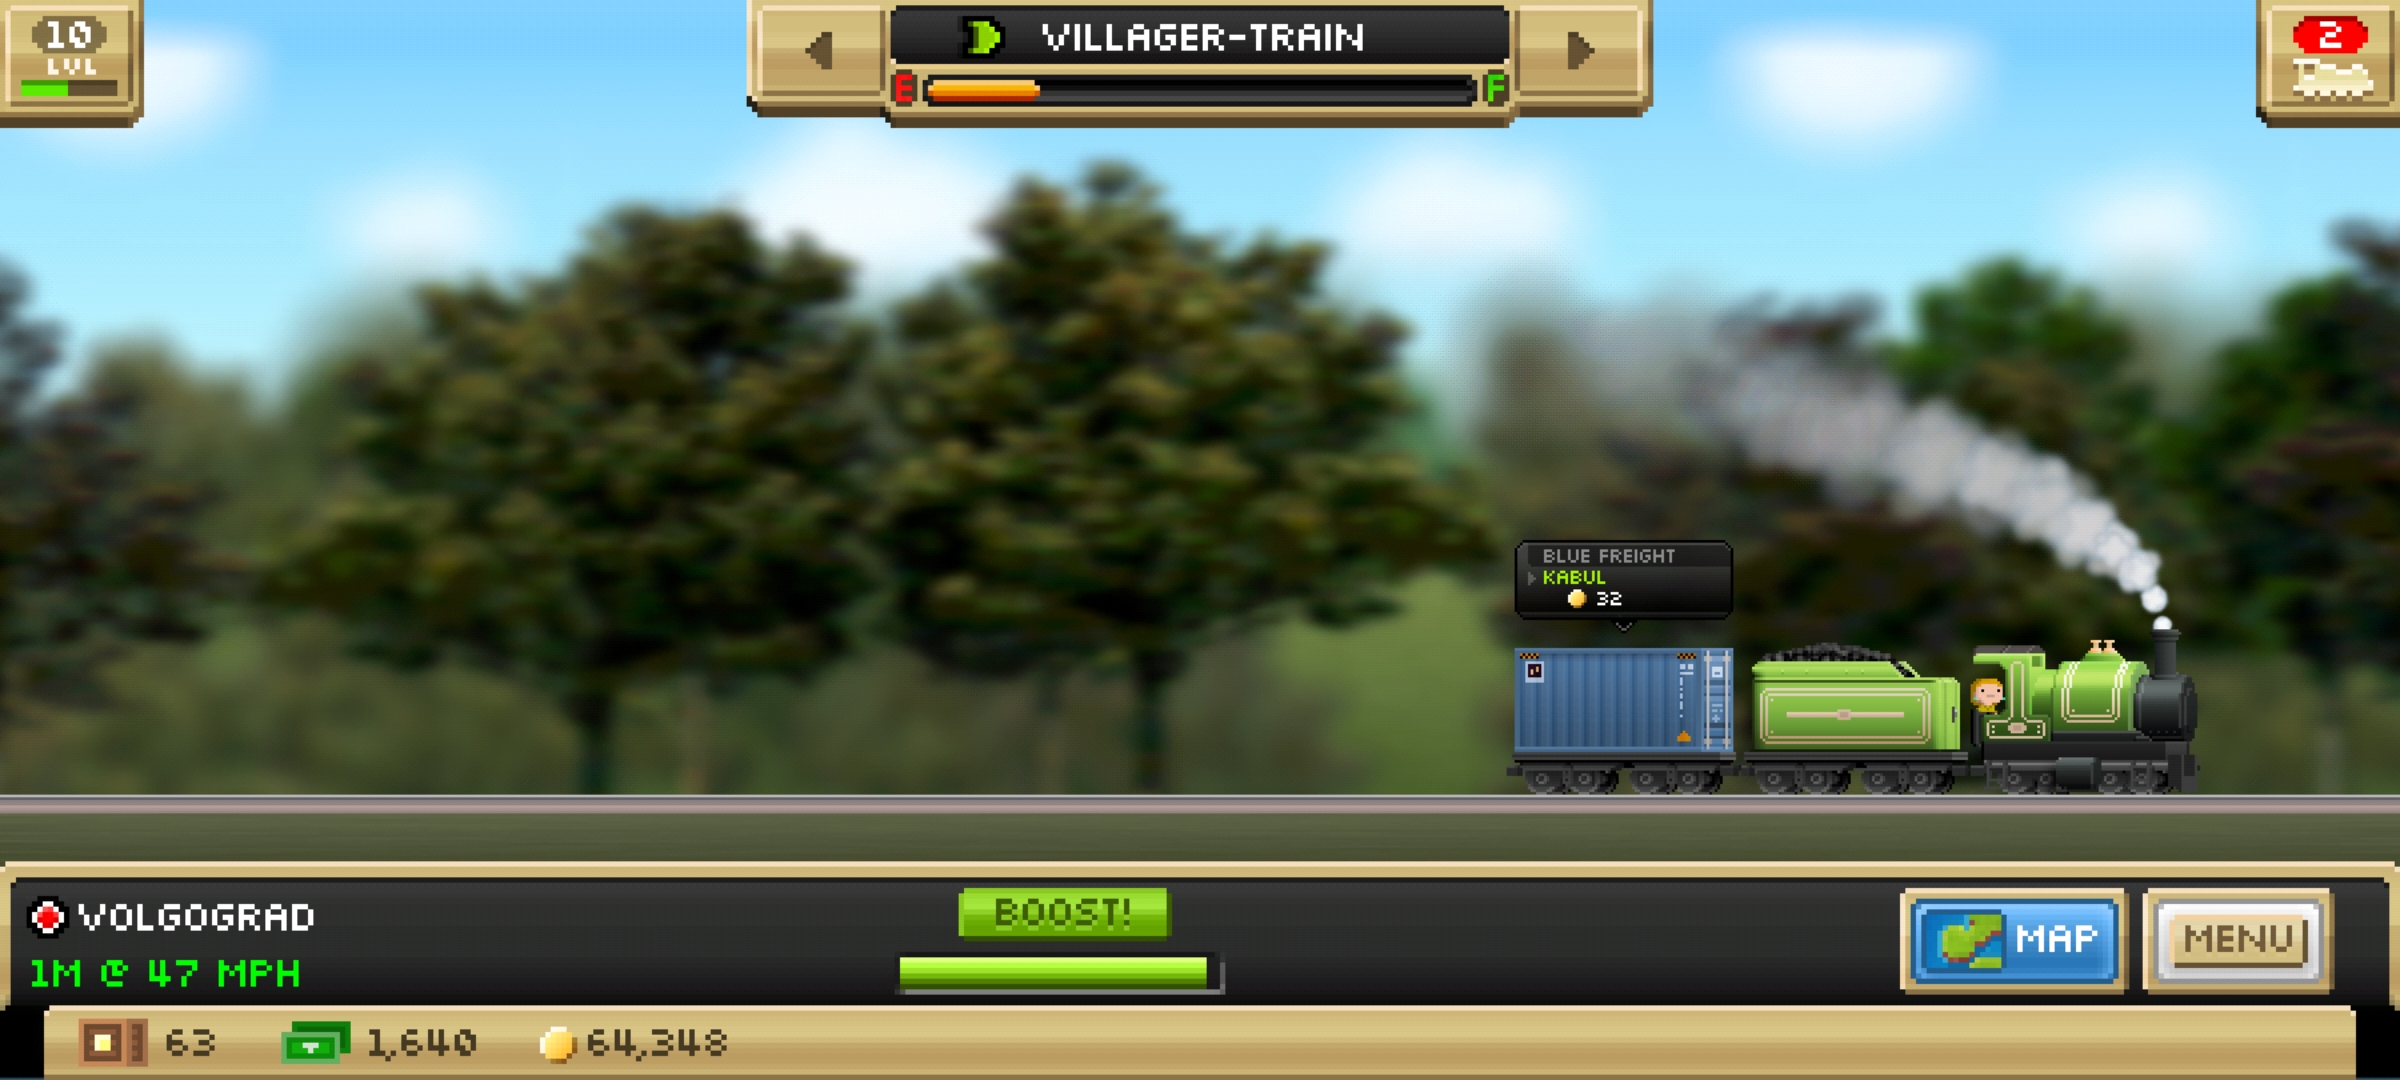 10
LVL
VILLAGER-TRAIN
E F
2
BLUE FREIGHT
KABUL
32
VOLGOGRAD
1M @ 47 MPH
BOOST!
MAP
MENU
63
1,640
64,348